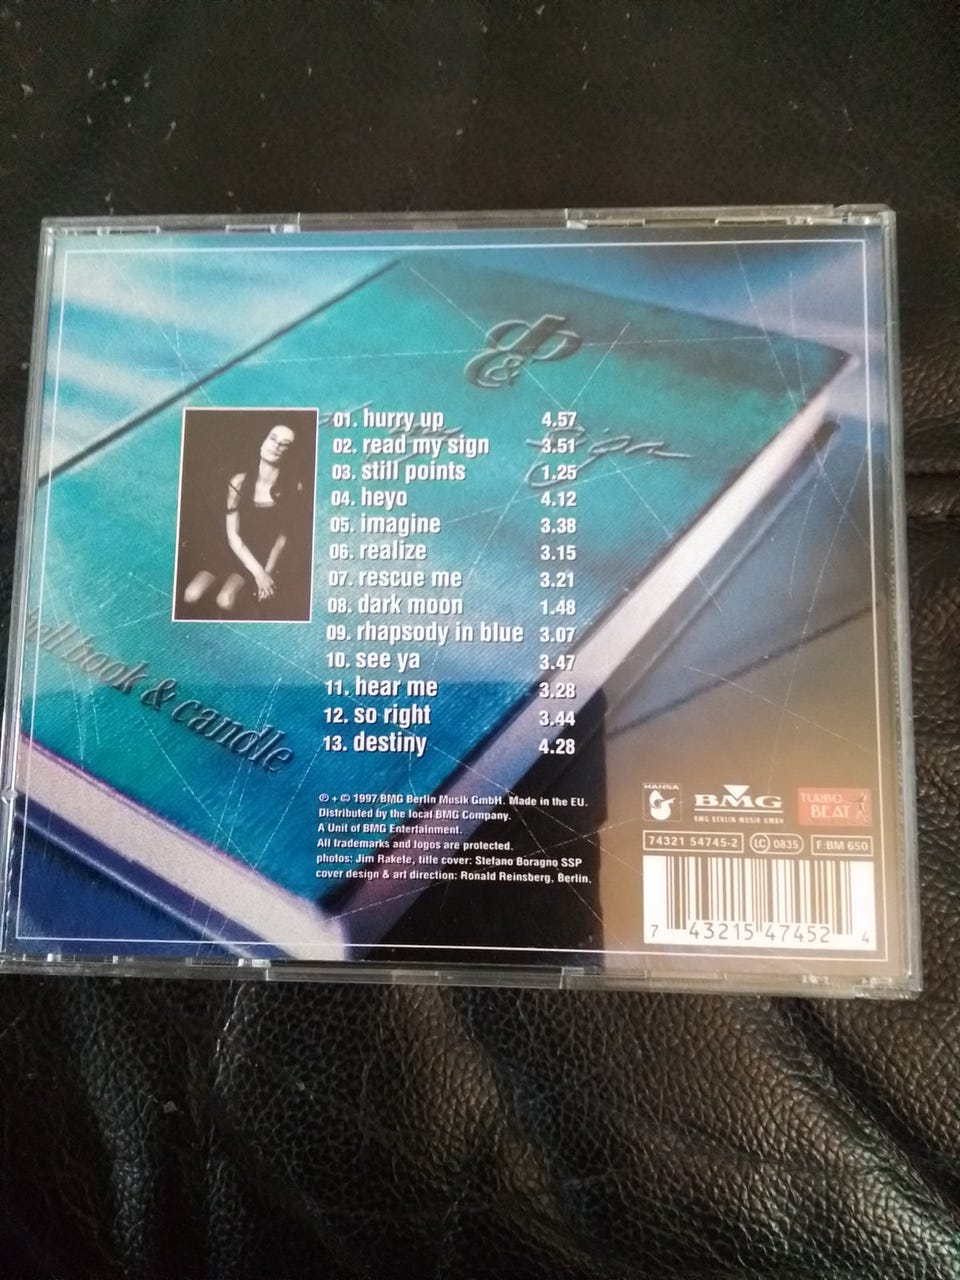 &
01. hurry up 4.57
02. read my sign 3.51
03. still points 1.25
04. heyo 4.12
05. imagine 3.38
06. realize 3.15
07. rescue me 3.21
08. dark moon 1.48
09. rhapsody in blue 3.07
10. see ya 3.47
11. hear me 3.28
12. so right 3.44
13. destiny 4.28
Sign
bell book & candle
℗ + © 1997 BMG Berlin Musik GmbH. Made in the EU.
Distributed by the local BMG Company.
A Unit of BMG Entertainment.
All trademarks and logos are protected.
photos: Jim Rakete, title cover: Stefano Boragno SSP
cover design & art direction: Ronald Reinsberg, Berlin.
HANSA
BMG
BMG BERLIN MUSIK GMBH
TURBO
BEAT
74321 54745-2
LC 0835
F:BM 650
7 43215 47452 4